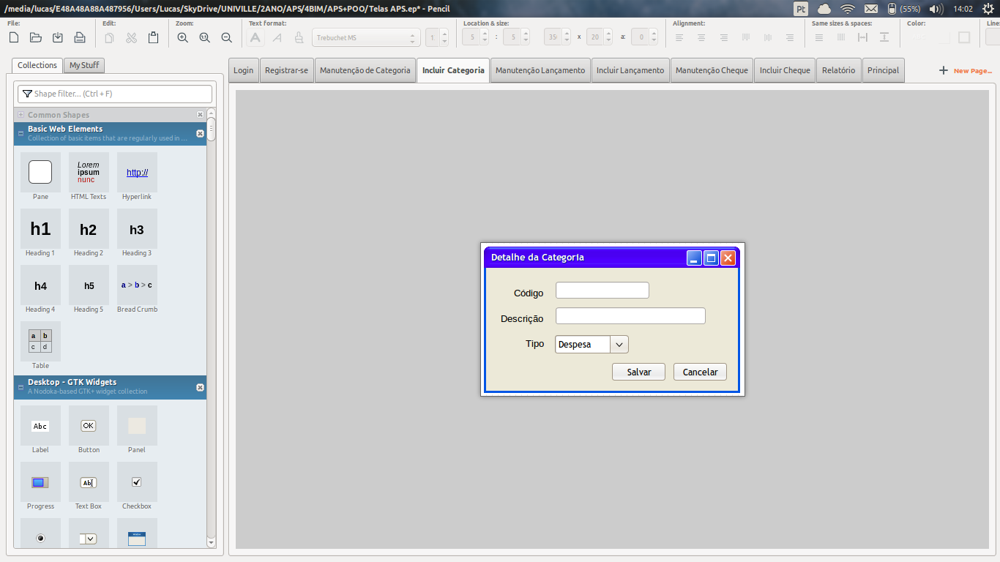 /media/lucas/E48A48A88A487956/Users/Lucas/SkyDrive/UNIVILLE/2ANO/APS/4BIM/APS+POO/Telas APS.ep* - Pencil
Pt
(55%)
14:02
File:
Edit:
Zoom:
Text format:
Location & size:
Alignment:
Same sizes & spaces:
Color:
Line:
1:1
A
A
Trebuchet MS
1
5
:
5
35
x
20
a:
0
Collections
My Stuff
Login
Registrar-se
Manutenção de Categoria
Incluir Categoria
Manutenção Lançamento
Incluir Lançamento
Manutenção Cheque
Incluir Cheque
Relatório
Principal
New Page...
Shape filter... (Ctrl + F)
Common Shapes
Basic Web Elements
Collection of basic items that are regularly used in ...
Lorem
ipsum
nunc
http://
Pane
HTML Texts
Hyperlink
h1
h2
h3
Heading 1
Heading 2
Heading 3
h4
h5
a > b > c
Heading 4
Heading 5
Bread Crumb
a b
c d
Table
Desktop - GTK Widgets
A Nodoka-based GTK+ widget collection
Abc
OK
Label
Button
Panel
Ab
Progress
Text Box
Checkbox
Detalhe da Categoria
Código
Descrição
Tipo
Despesa
Salvar
Cancelar